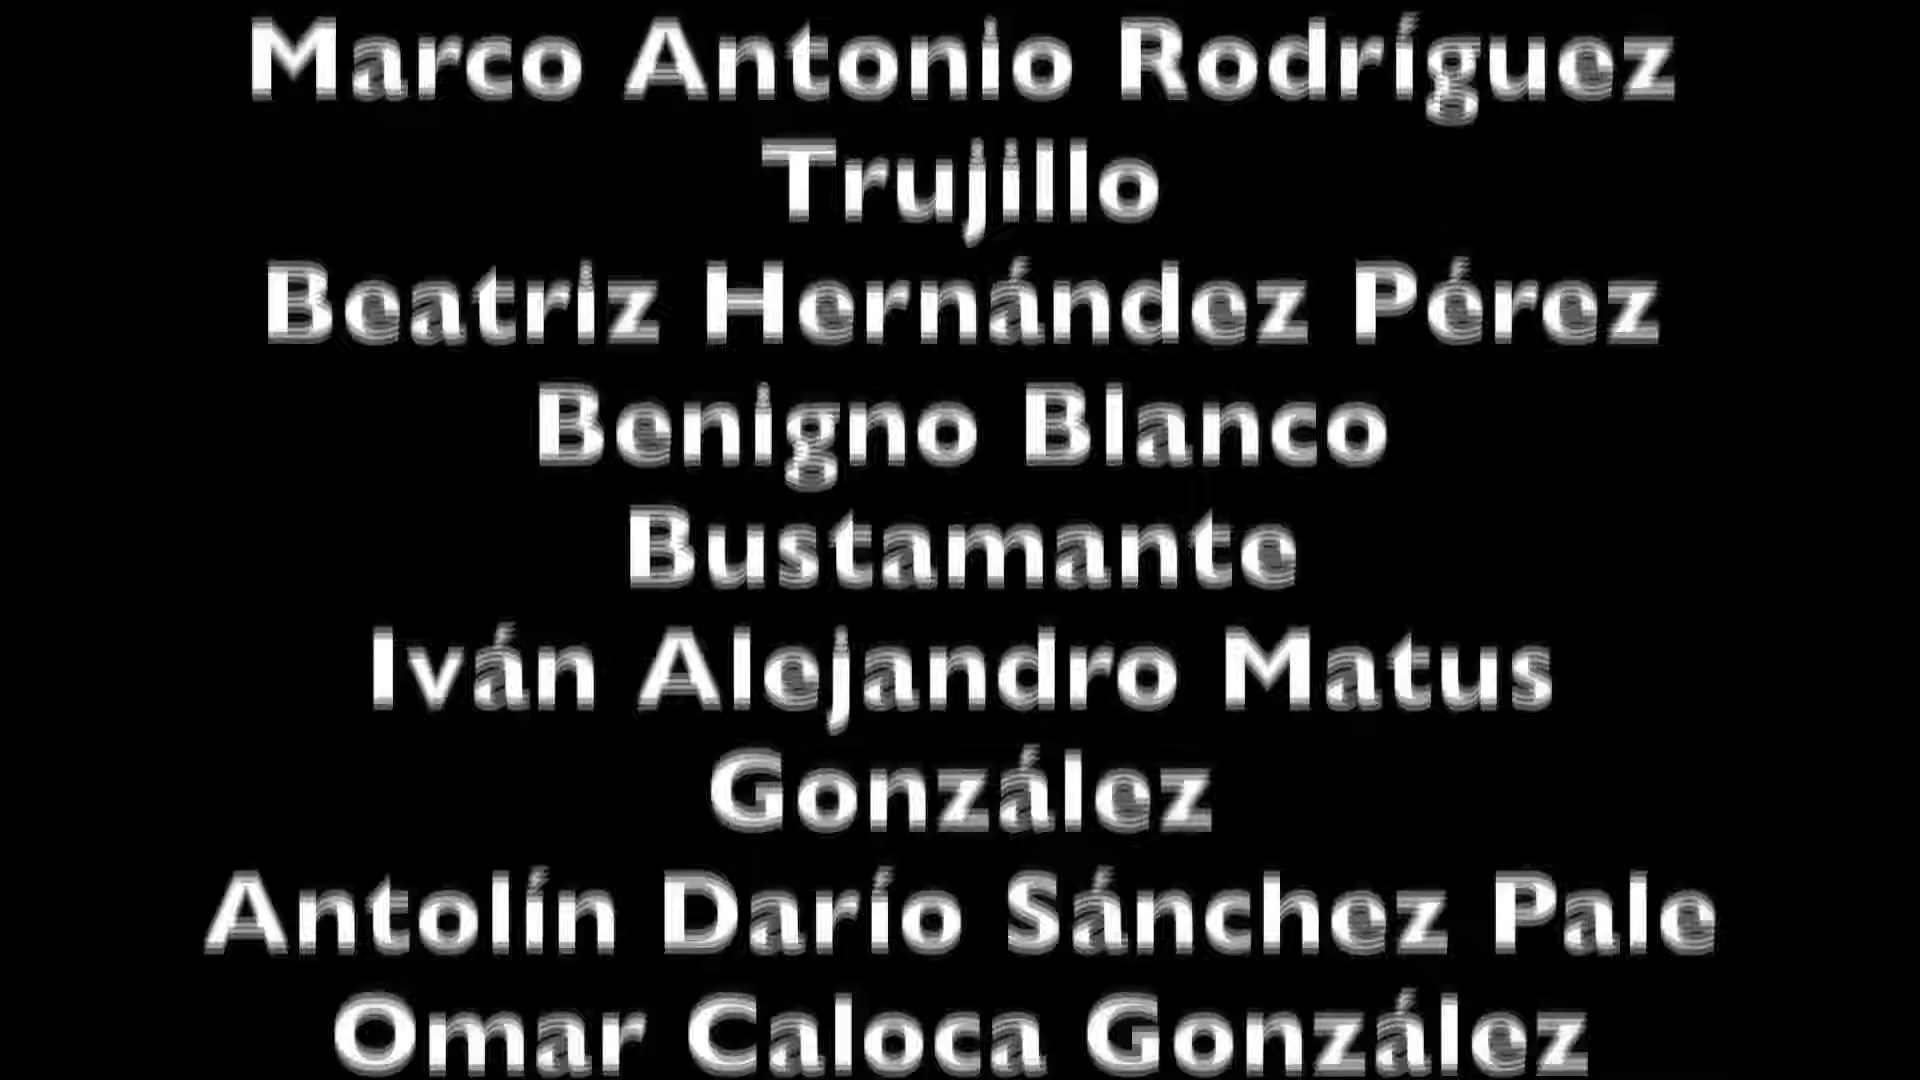 Marco Antonio Rodríguez
Trujillo
Beatriz Hernández Pérez
Benigno Blanco
Bustamante
Iván Alejandro Matus
González
Antolín Darío Sánchez Pale
Omar Caloca González